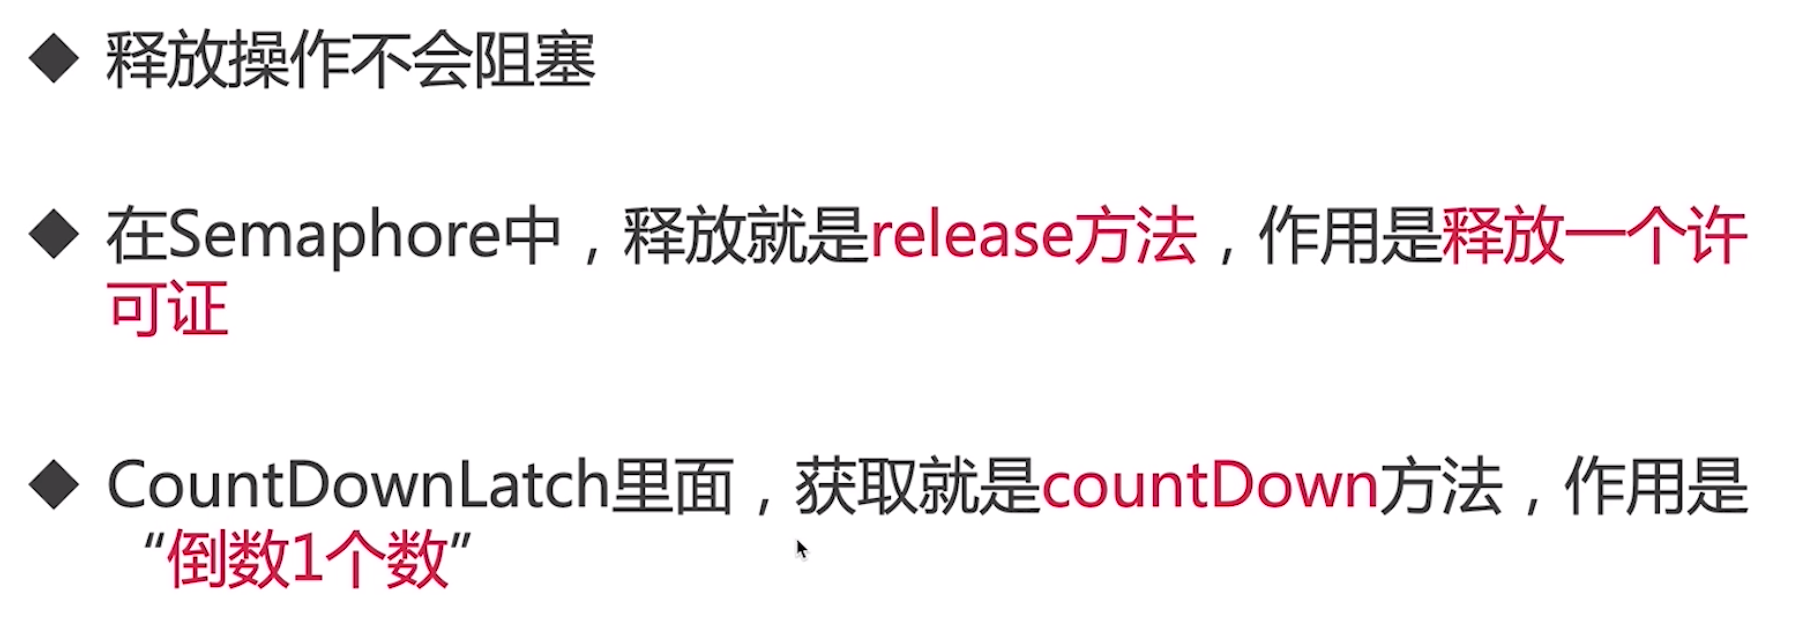 ◆ 释放操作不会阻塞
◆ 在Semaphore中，释放就是release方法，作用是释放一个许
可证
◆ CountDownLatch里面，获取就是countDown方法，作用是
“倒数1个数”